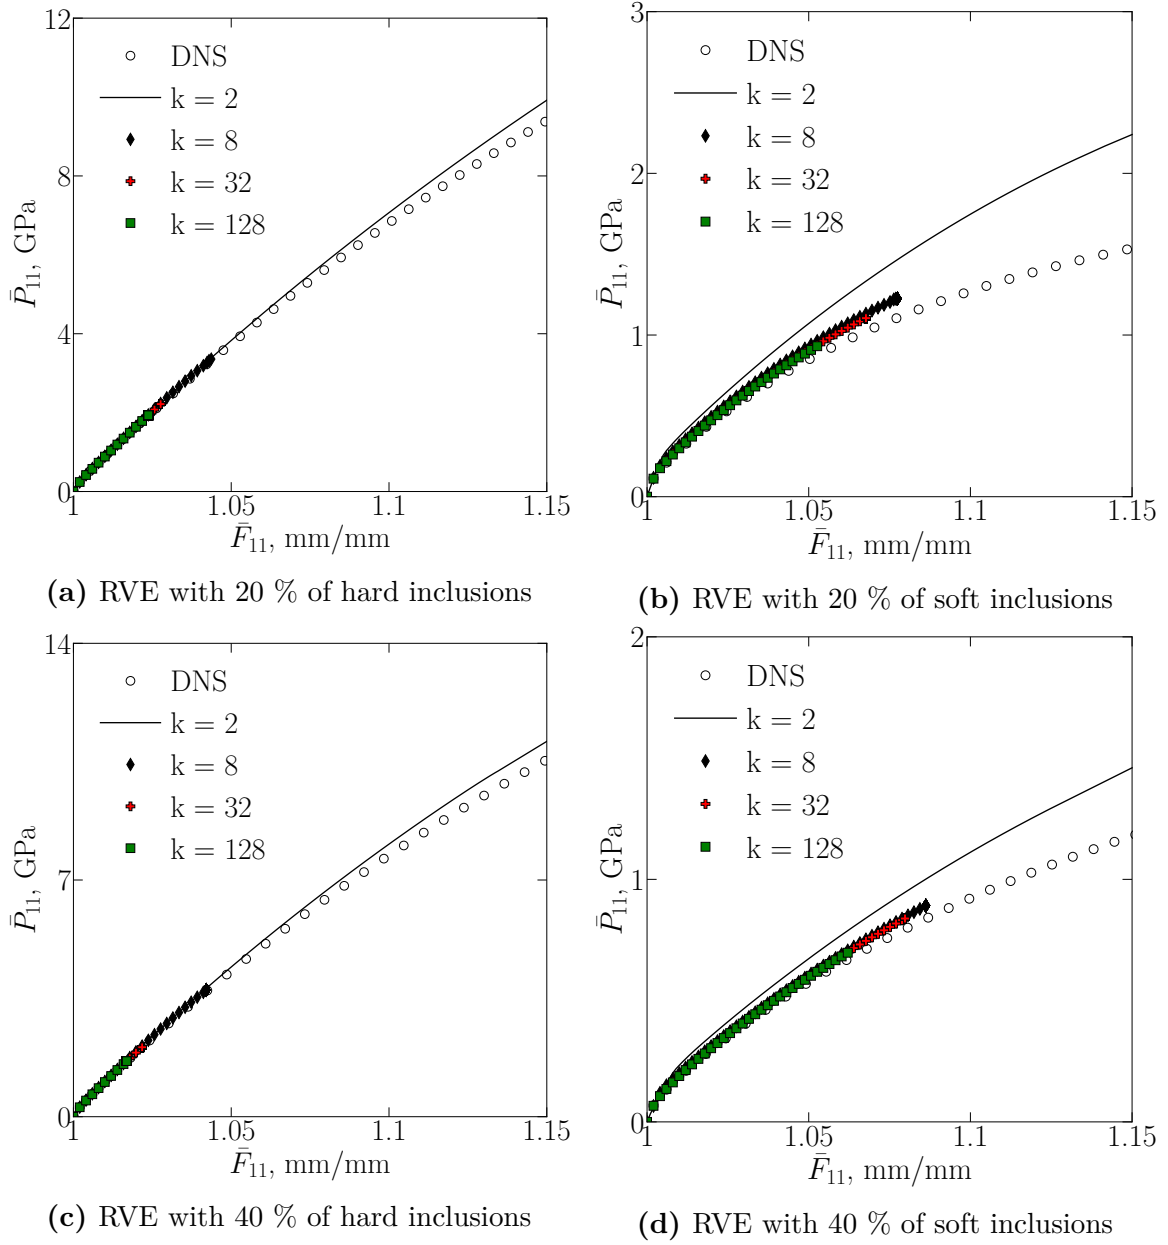 12
8
4
0
P̄₁₁, GPa
DNS
k = 2
k = 8
k = 32
k = 128
1
1.05
1.1
1.15
F̄₁₁, mm/mm
(a) RVE with 20 % of hard inclusions
3
2
1
0
P̄₁₁, GPa
DNS
k = 2
k = 8
k = 32
k = 128
1
1.05
1.1
1.15
F̄₁₁, mm/mm
(b) RVE with 20 % of soft inclusions
14
7
0
P̄₁₁, GPa
DNS
k = 2
k = 8
k = 32
k = 128
1
1.05
1.1
1.15
F̄₁₁, mm/mm
(c) RVE with 40 % of hard inclusions
2
1
0
P̄₁₁, GPa
DNS
k = 2
k = 8
k = 32
k = 128
1
1.05
1.1
1.15
F̄₁₁, mm/mm
(d) RVE with 40 % of soft inclusions